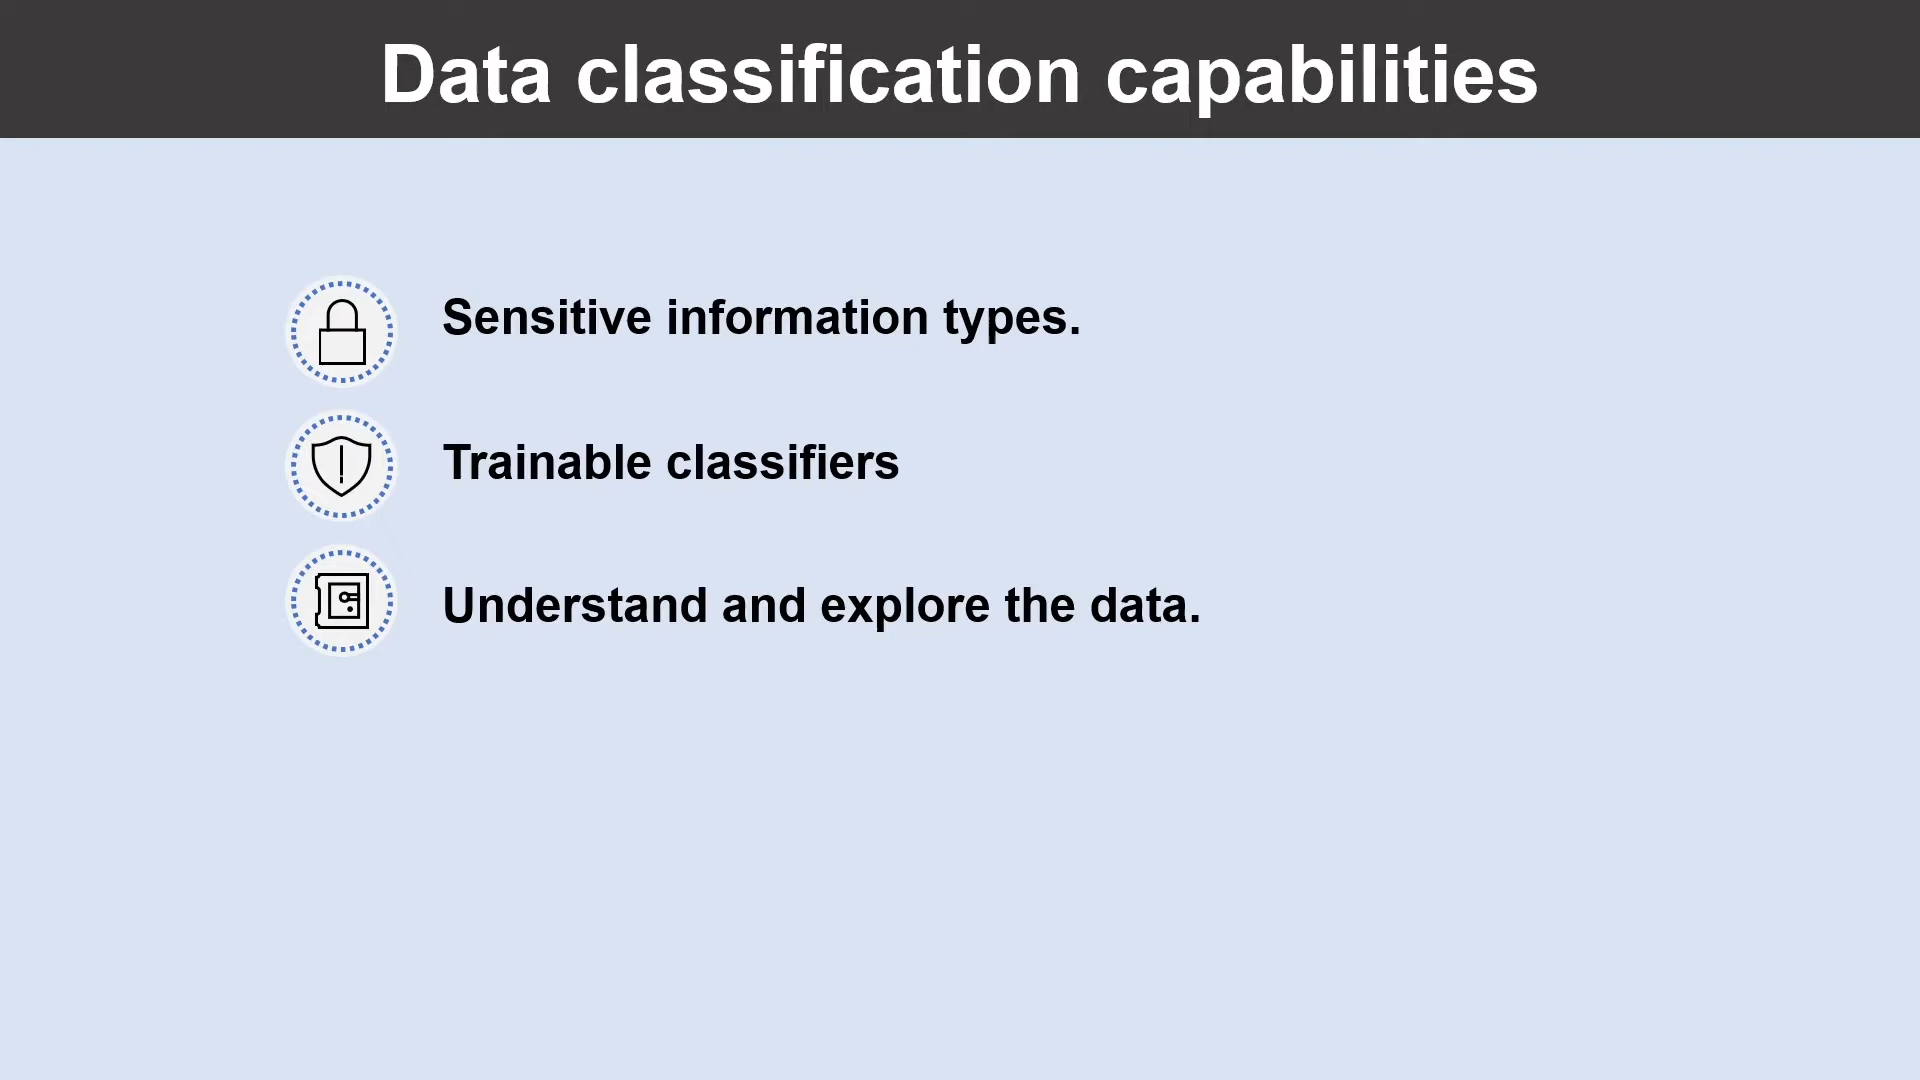 Data classification capabilities
Sensitive information types.
Trainable classifiers
Understand and explore the data.